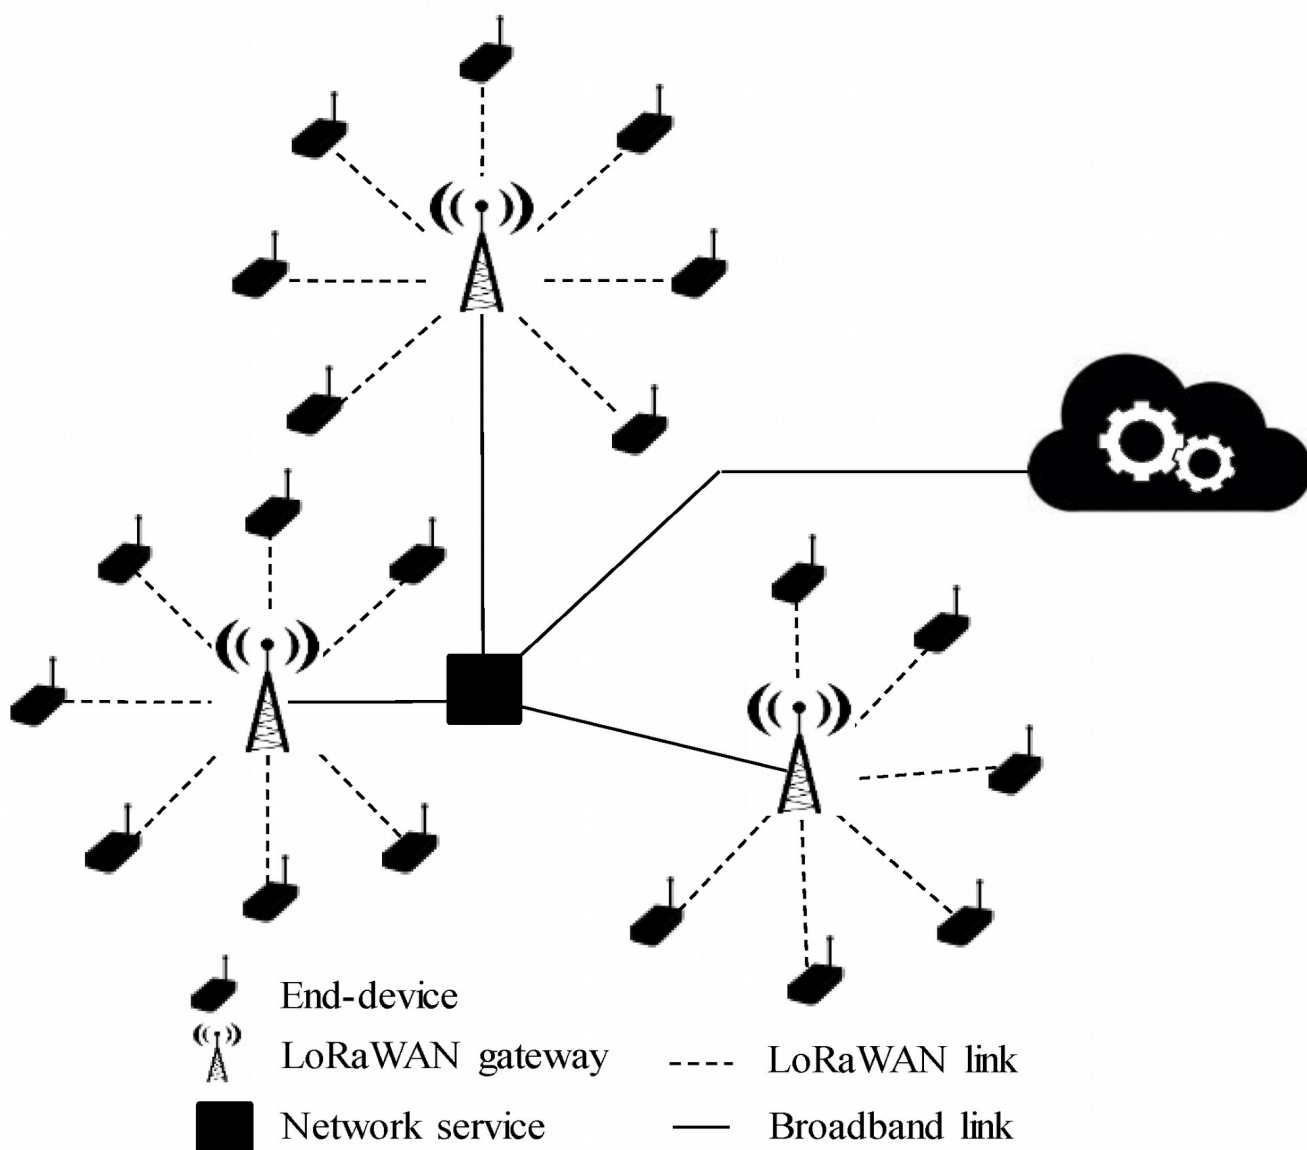 End-device
LoRaWAN gateway
LoRaWAN link
Network service
Broadband link